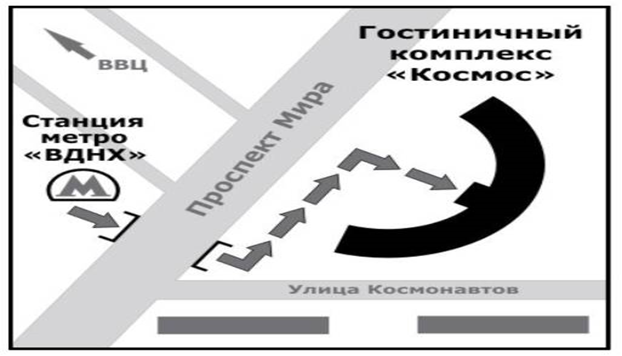 Гостиничный
комплекс
«Космос»
ВВЦ
Станция
метро
«ВДНХ»
М
Проспект Мира
Улица Космонавтов